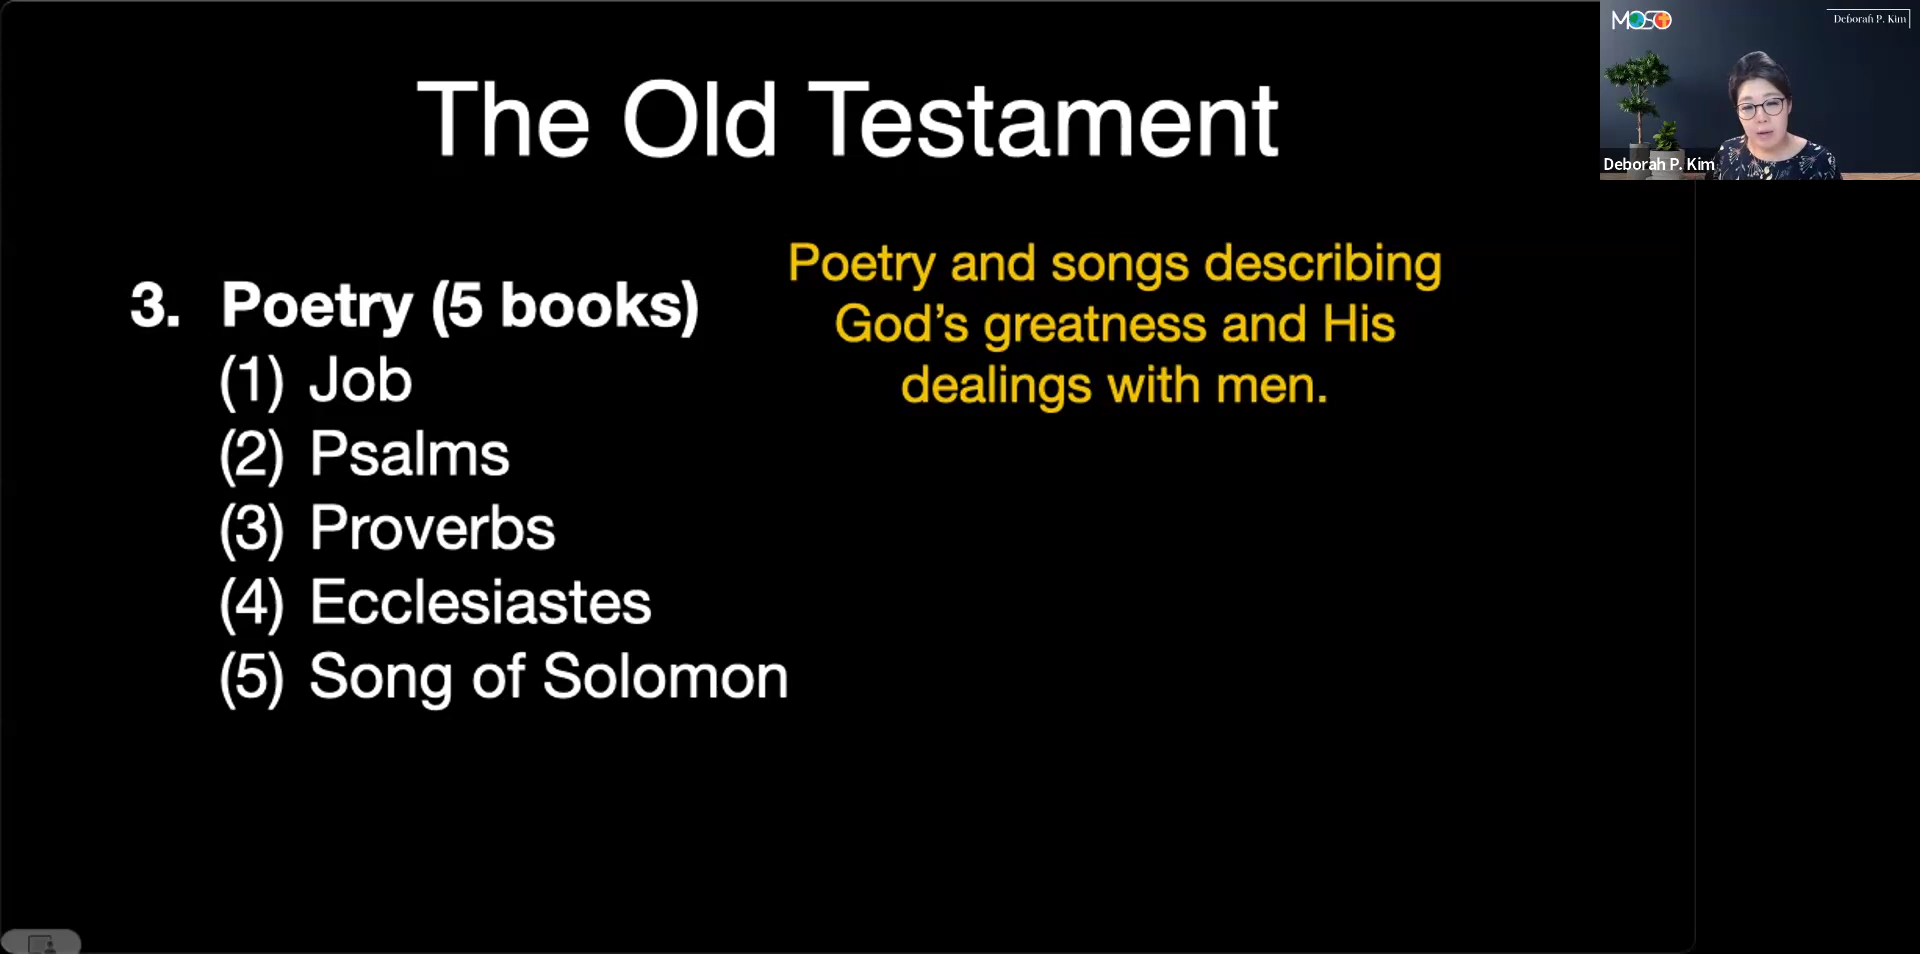 The Old Testament
3. Poetry (5 books)
(1) Job
(2) Psalms
(3) Proverbs
(4) Ecclesiastes
(5) Song of Solomon
Poetry and songs describing
God’s greatness and His
dealings with men.
MOSO
Deborah P. Kim
Deborah P. Kim